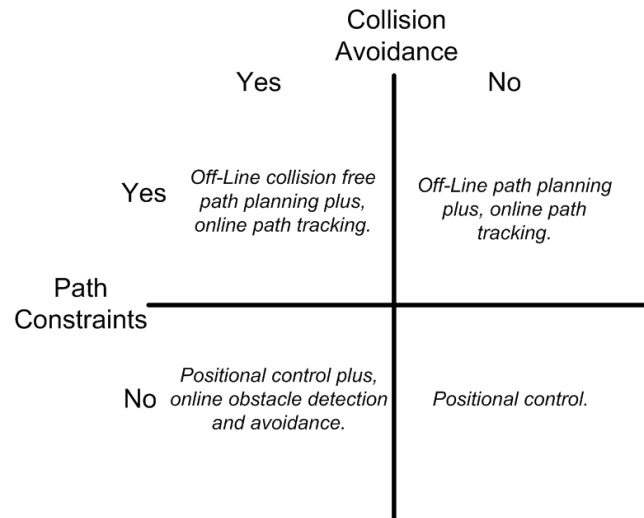 Collision
Avoidance
Yes
No
Yes
Off-Line collision free
path planning plus,
online path tracking.
Off-Line path planning
plus, online path
tracking.
Path
Constraints
No
Positional control plus,
online obstacle detection
and avoidance.
Positional control.